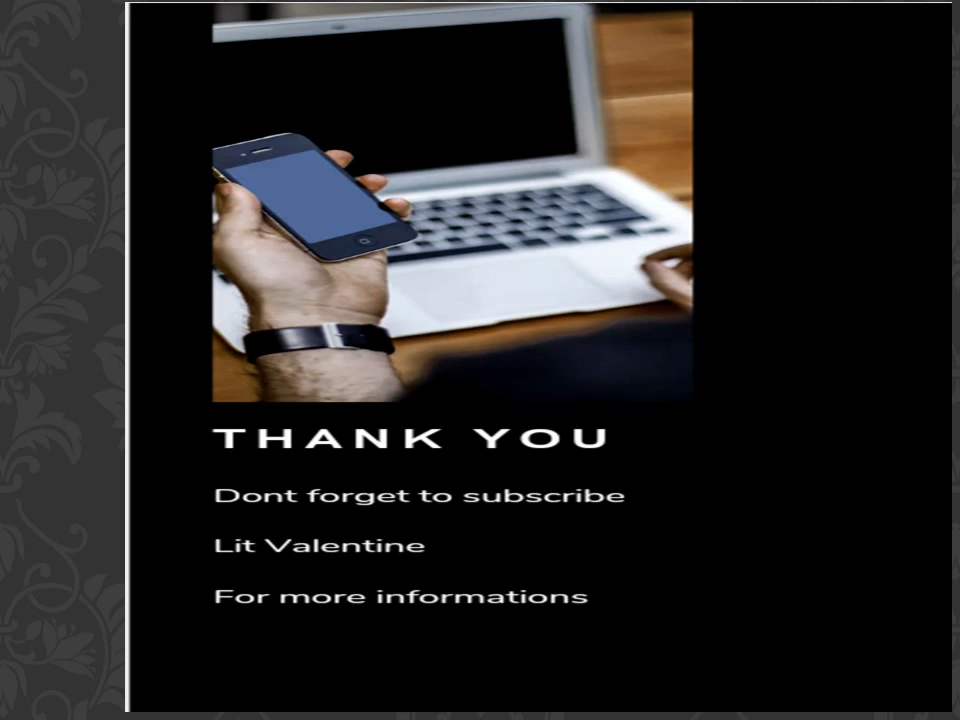 THANK YOU
Dont forget to subscribe
Lit Valentine
For more informations